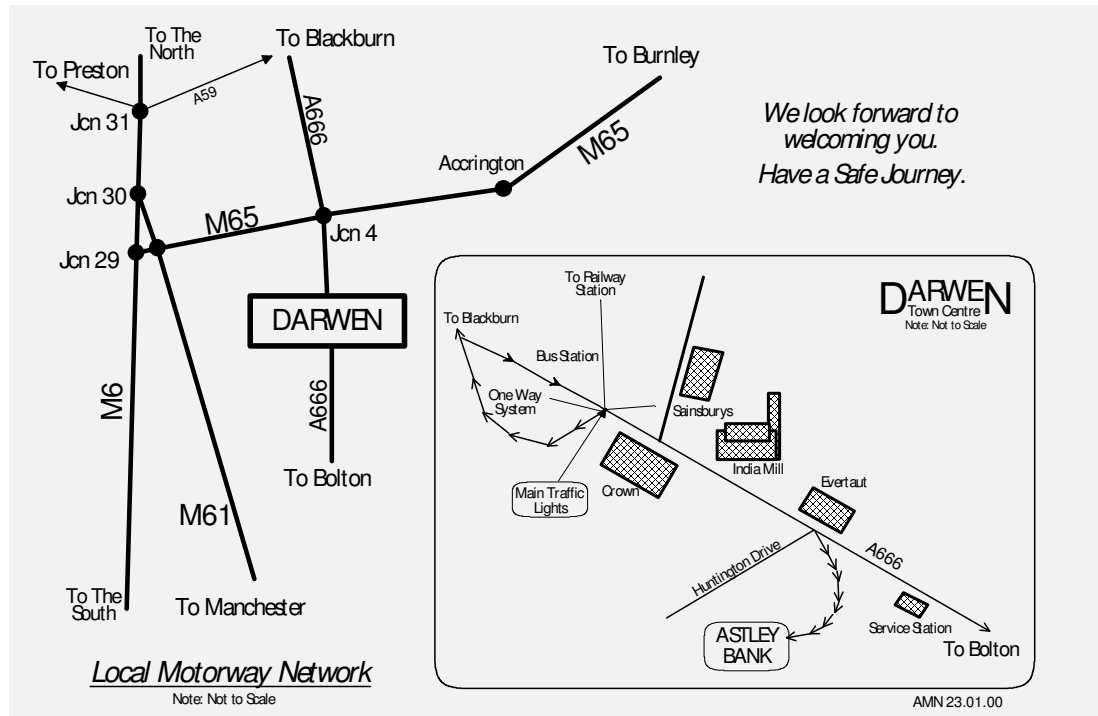 To The
North
To Blackburn
To Preston
A59
Jcn 31
A666
To Burnley
M65
Accrington
We look forward to
welcoming you.
Have a Safe Journey.
Jcn 30
M65
Jcn 4
Jcn 29
DARWEN
M6
A666
To Bolton
M61
To The
South
To Manchester
Local Motorway Network
Note: Not to Scale
DARWEN
Town Centre
Note: Not to Scale
To Railway
Station
To Blackburn
Bus Station
One Way
System
Sainsburys
India Mill
Main Traffic
Lights
Crown
Evertaut
A666
Huntington Drive
Service Station
ASTLEY
BANK
To Bolton
AMN 23.01.00